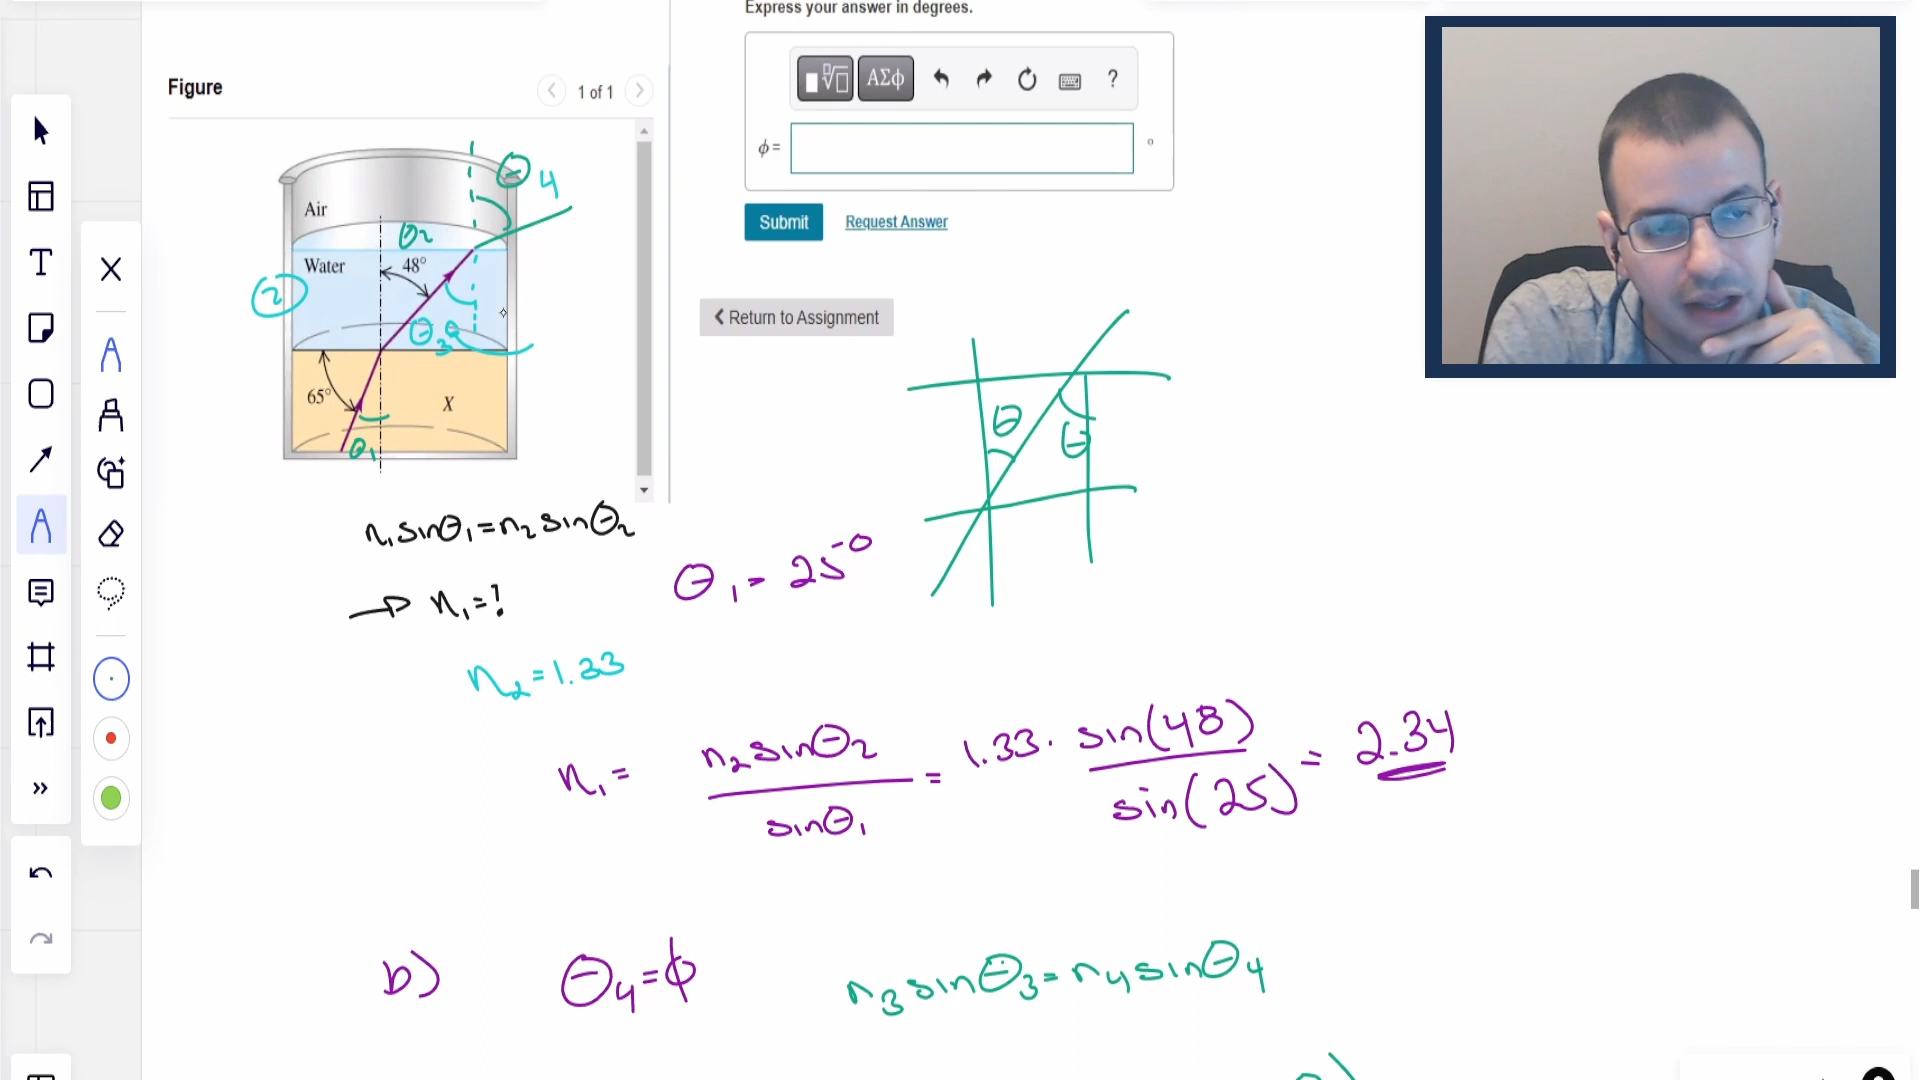 Express your answer in degrees.
ΑΣϕ
?
ϕ =
°
Submit
Request Answer
Return to Assignment
Figure
1 of 1
Air
Water
48°
65°
X
θ4
θ2
2
θ3
θ1
θ
θ
n1 sinθ1 = n2 sinθ2
θ1 = 25°
→ n1 = ?
n2 = 1.33
n1 = n2 sinθ2 / sinθ1 = 1.33 · sin(48) / sin(25) = 2.34
b) θ4 = ϕ n3 sinθ3 = n4 sinθ4